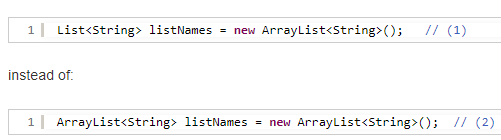 1 List<String> listNames = new ArrayList<String>();   // (1)
instead of:
1 ArrayList<String> listNames = new ArrayList<String>();  // (2)